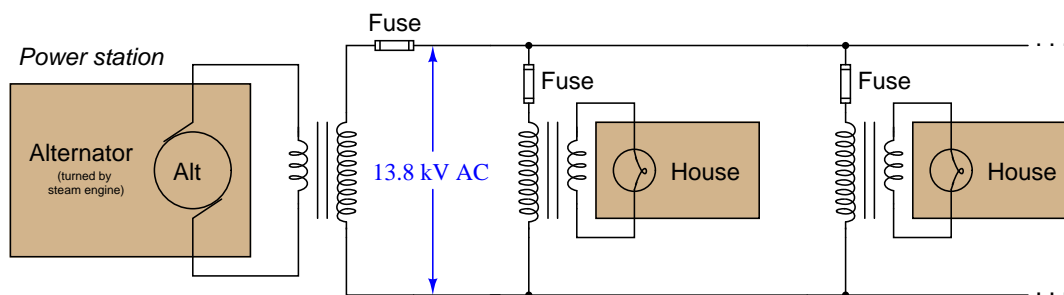 Fuse
Power station
Fuse
Fuse
Alternator
(turned by
steam engine)
Alt
13.8 kV AC
House
House